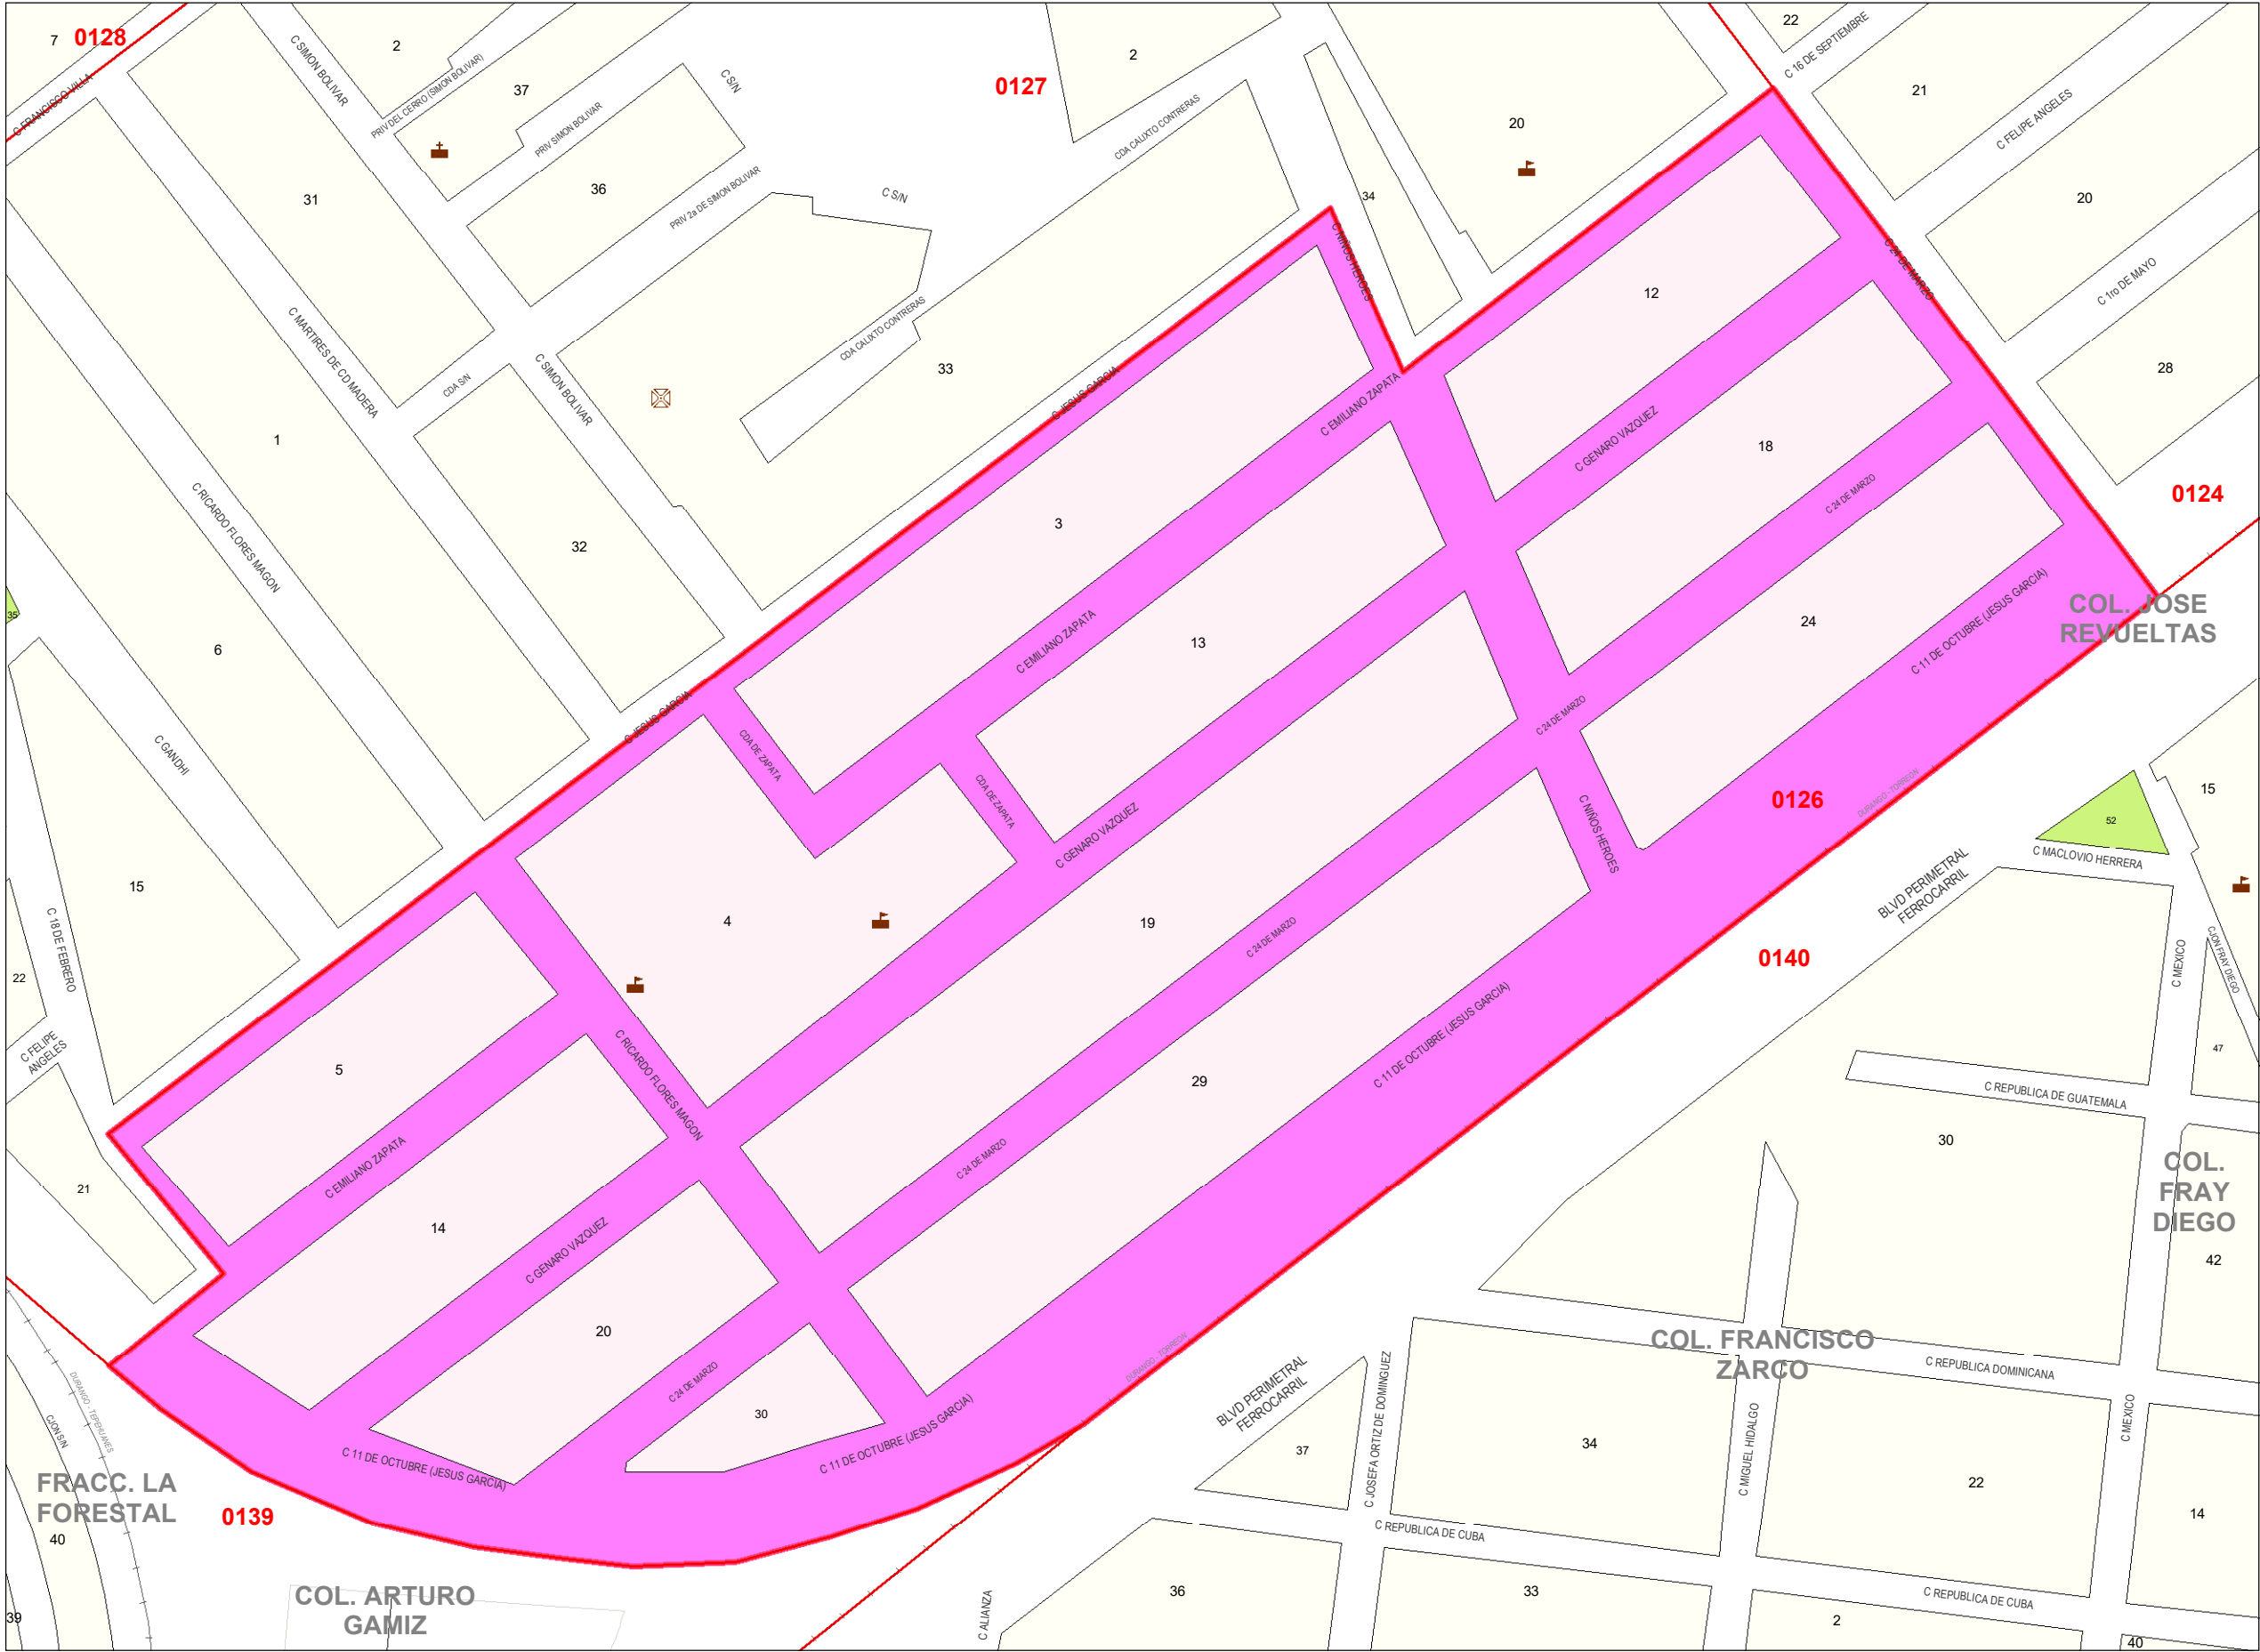 7
0128
C FRANCISCO VILLA
C SIMON BOLIVAR
2
PRIV DEL CERRO (SIMON BOLIVAR)
37
PRIV SIMON BOLIVAR
C S/N
0127
2
CDA CALIXTO CONTRERAS
20
22
C 16 DE SEPTIEMBRE
21
C FELIPE ANGELES
20
C 1ro DE MAYO
28
31
36
PRIV 2a DE SIMON BOLIVAR
C S/N
34
C NIÑOS HEROES
C 24 DE MARZO
12
C MARTIRES DE CD MADERA
CDA S/N
C SIMON BOLIVAR
CDA CALIXTO CONTRERAS
33
C JESUS GARCIA
C EMILIANO ZAPATA
C GENARO VAZQUEZ
18
C 24 DE MARZO
0124
1
C RICARDO FLORES MAGON
32
3
35
6
C EMILIANO ZAPATA
13
24
C 11 DE OCTUBRE (JESUS GARCIA)
COL. JOSE
REVUELTAS
C JESUS GARCIA
CDA DE ZAPATA
CDA DE ZAPATA
C 24 DE MARZO
C GANDHI
C GENARO VAZQUEZ
C NIÑOS HEROES
0126
DURANGO - TORREON
15
52
C MACLOVIO HERRERA
15
C 18 DE FEBRERO
4
19
C 24 DE MARZO
0140
BLVD PERIMETRAL
FERROCARRIL
C MEXICO
CJON FRAY DIEGO
22
C FELIPE
ANGELES
5
C RICARDO FLORES MAGON
29
C 11 DE OCTUBRE (JESUS GARCIA)
47
C REPUBLICA DE GUATEMALA
30
21
C EMILIANO ZAPATA
14
C GENARO VAZQUEZ
C 24 DE MARZO
COL.
FRAY
DIEGO
42
20
C 24 DE MARZO
30
C 11 DE OCTUBRE (JESUS GARCIA)
C 11 DE OCTUBRE (JESUS GARCIA)
DURANGO - TORREON
BLVD PERIMETRAL
FERROCARRIL
37
C JOSEFA ORTIZ DE DOMINGUEZ
COL. FRANCISCO
ZARCO
C REPUBLICA DOMINICANA
34
C MIGUEL HIDALGO
22
C MEXICO
14
DURANGO - TEPEHUANES
CJON S/N
FRACC. LA
FORESTAL
40
0139
39
COL. ARTURO
GAMIZ
C ALIANZA
36
C REPUBLICA DE CUBA
33
C REPUBLICA DE CUBA
2
40